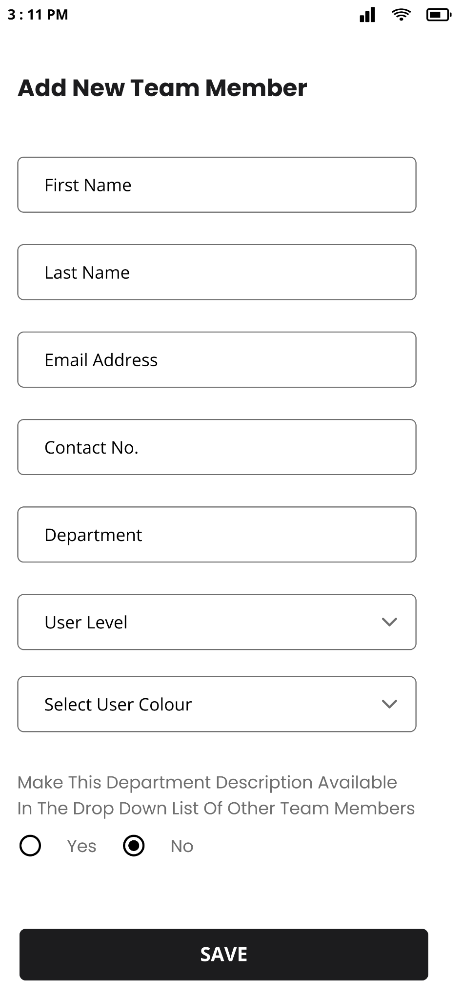 3 : 11 PM
Add New Team Member
First Name
Last Name
Email Address
Contact No.
Department
User Level
Select User Colour
Make This Department Description Available
In The Drop Down List Of Other Team Members
Yes No
SAVE